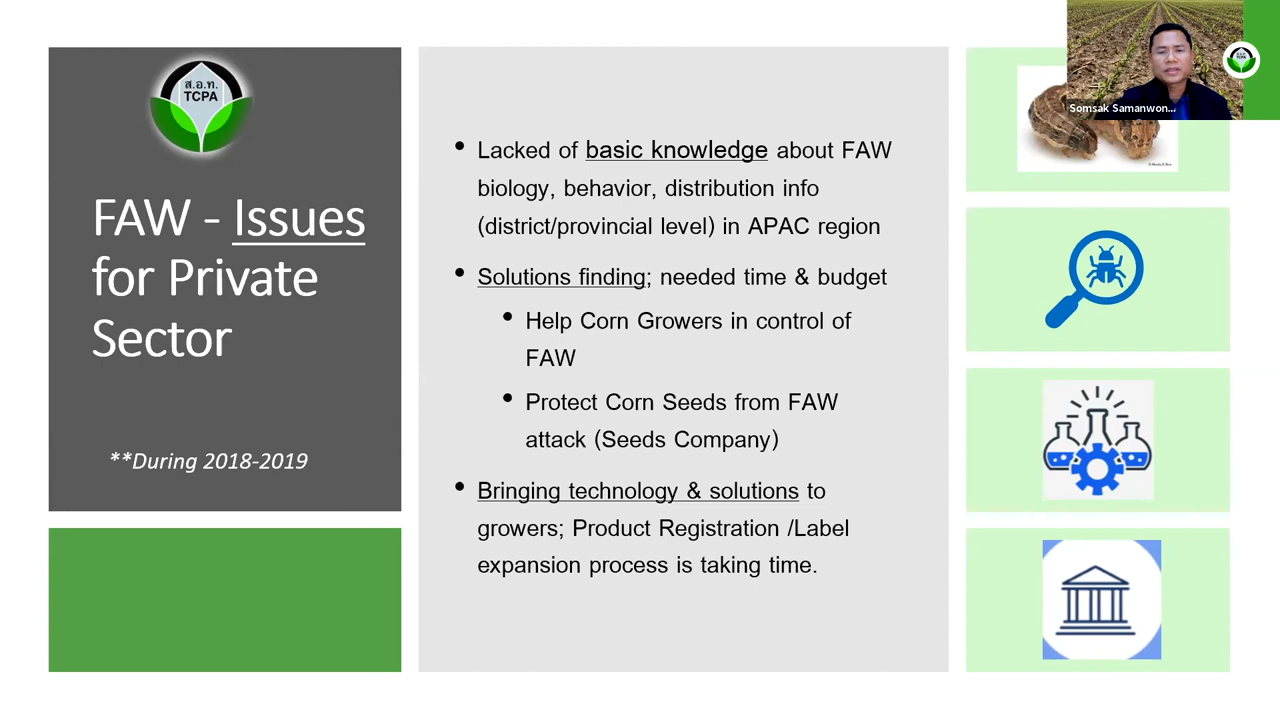 ส.อ.ท.
TCPA
FAW - Issues
for Private
Sector
**During 2018-2019
• Lacked of basic knowledge about FAW
biology, behavior, distribution info
(district/provincial level) in APAC region
• Solutions finding; needed time & budget
• Help Corn Growers in control of
FAW
• Protect Corn Seeds from FAW
attack (Seeds Company)
• Bringing technology & solutions to
growers; Product Registration /Label
expansion process is taking time.
Somsak Samanwon...